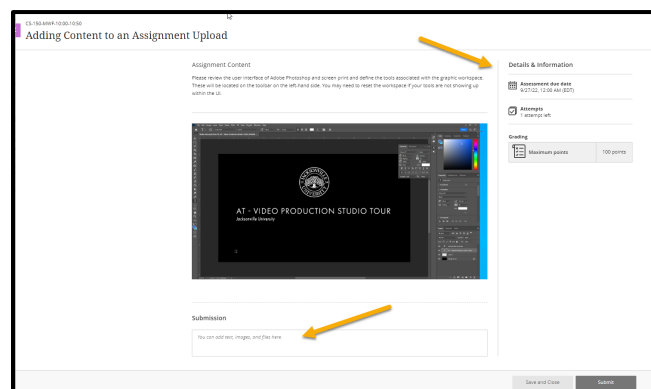 CS-150-MWF-10:00-10:50
Adding Content to an Assignment Upload
Assignment Content
Please review the user interface of Adobe Photoshop and screen print and define the tools associated with the graphic workspace.
These will be located on the toolbar on the left-hand side. You may need to reset the workspace if your tools are not showing up
within the UI.
JACKSONVILLE
UNIVERSITY
AT - VIDEO PRODUCTION STUDIO TOUR
Jacksonville University
Submission
You can add text, images, and files here.
Details & Information
Assessment due date
9/27/22, 12:00 AM (EDT)
Attempts
1 attempt left
Grading
Maximum points
100 points
Save and Close
Submit